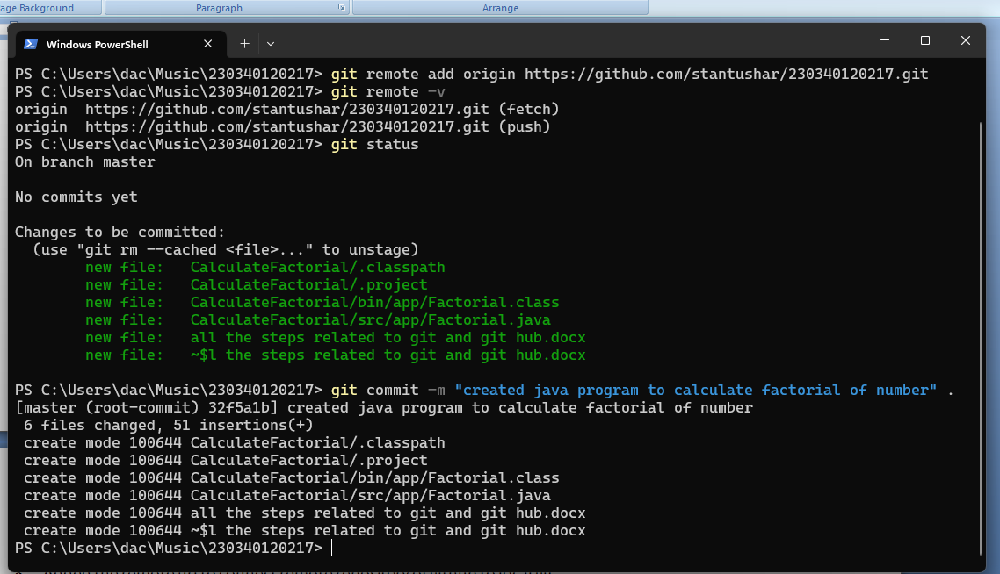 age Background
Paragraph
Arrange
Windows PowerShell
PS C:\Users\dac\Music\230340120217> git remote add origin https://github.com/stantushar/230340120217.git
PS C:\Users\dac\Music\230340120217> git remote -v
origin  https://github.com/stantushar/230340120217.git (fetch)
origin  https://github.com/stantushar/230340120217.git (push)
PS C:\Users\dac\Music\230340120217> git status
On branch master
No commits yet
Changes to be committed:
  (use "git rm --cached <file>..." to unstage)
        new file:   CalculateFactorial/.classpath
        new file:   CalculateFactorial/.project
        new file:   CalculateFactorial/bin/app/Factorial.class
        new file:   CalculateFactorial/src/app/Factorial.java
        new file:   all the steps related to git and git hub.docx
        new file:   ~$l the steps related to git and git hub.docx
PS C:\Users\dac\Music\230340120217> git commit -m "created java program to calculate factorial of number" .
[master (root-commit) 32f5a1b] created java program to calculate factorial of number
 6 files changed, 51 insertions(+)
 create mode 100644 CalculateFactorial/.classpath
 create mode 100644 CalculateFactorial/.project
 create mode 100644 CalculateFactorial/bin/app/Factorial.class
 create mode 100644 CalculateFactorial/src/app/Factorial.java
 create mode 100644 all the steps related to git and git hub.docx
 create mode 100644 ~$l the steps related to git and git hub.docx
PS C:\Users\dac\Music\230340120217>